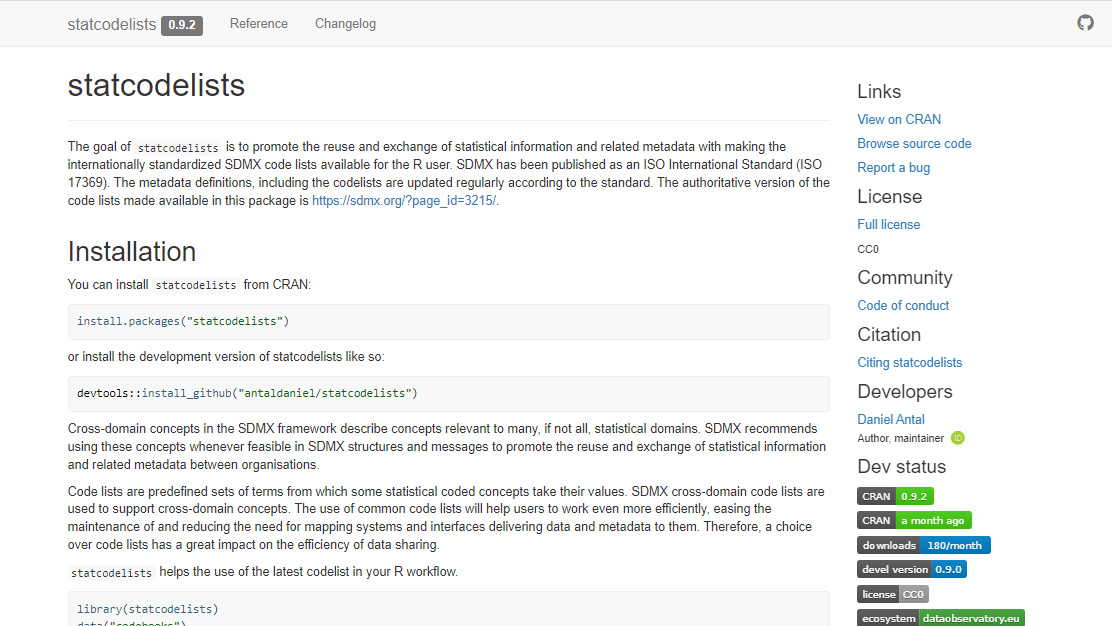 statcodelists 0.9.2 Reference Changelog
statcodelists
The goal of statcodelists is to promote the reuse and exchange of statistical information and related metadata with making the
internationally standardized SDMX code lists available for the R user. SDMX has been published as an ISO International Standard (ISO
17369). The metadata definitions, including the codelists are updated regularly according to the standard. The authoritative version of the
code lists made available in this package is https://sdmx.org/?page_id=3215/.
Installation
You can install statcodelists from CRAN:
install.packages("statcodelists")
or install the development version of statcodelists like so:
devtools::install_github("antaldaniel/statcodelists")
Cross-domain concepts in the SDMX framework describe concepts relevant to many, if not all, statistical domains. SDMX recommends
using these concepts whenever feasible in SDMX structures and messages to promote the reuse and exchange of statistical information
and related metadata between organisations.
Code lists are predefined sets of terms from which some statistical coded concepts take their values. SDMX cross-domain code lists are
used to support cross-domain concepts. The use of common code lists will help users to work even more efficiently, easing the
maintenance of and reducing the need for mapping systems and interfaces delivering data and metadata to them. Therefore, a choice
over code lists has a great impact on the efficiency of data sharing.
statcodelists helps the use of the latest codelist in your R workflow.
library(statcodelists)
data("codebooks")
Links
View on CRAN
Browse source code
Report a bug
License
Full license
CC0
Community
Code of conduct
Citation
Citing statcodelists
Developers
Daniel Antal
Author, maintainer iD
Dev status
CRAN 0.9.2
CRAN a month ago
downloads 180/month
devel version 0.9.0
license CC0
ecosystem dataobservatory.eu